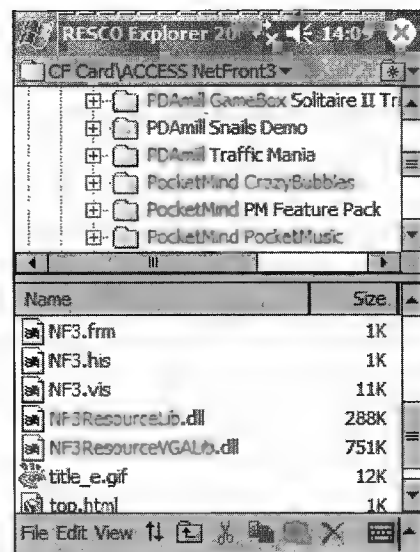 RESCO Explorer 20 14:09
CF Card\ACCESS NetFront3
PDAmill GameBox Solitaire II Tr
PDAmill Snails Demo
PDAmill Traffic Mania
PocketMind CrazyBubbles
PocketMind PM Feature Pack
PocketMind PocketMusic
Name Size
NF3.frm 1K
NF3.his 1K
NF3.vis 11K
NF3ResourceLib.dll 288K
NF3ResourceVGALib.dll 751K
title_e.gif 12K
top.html 1K
File Edit View